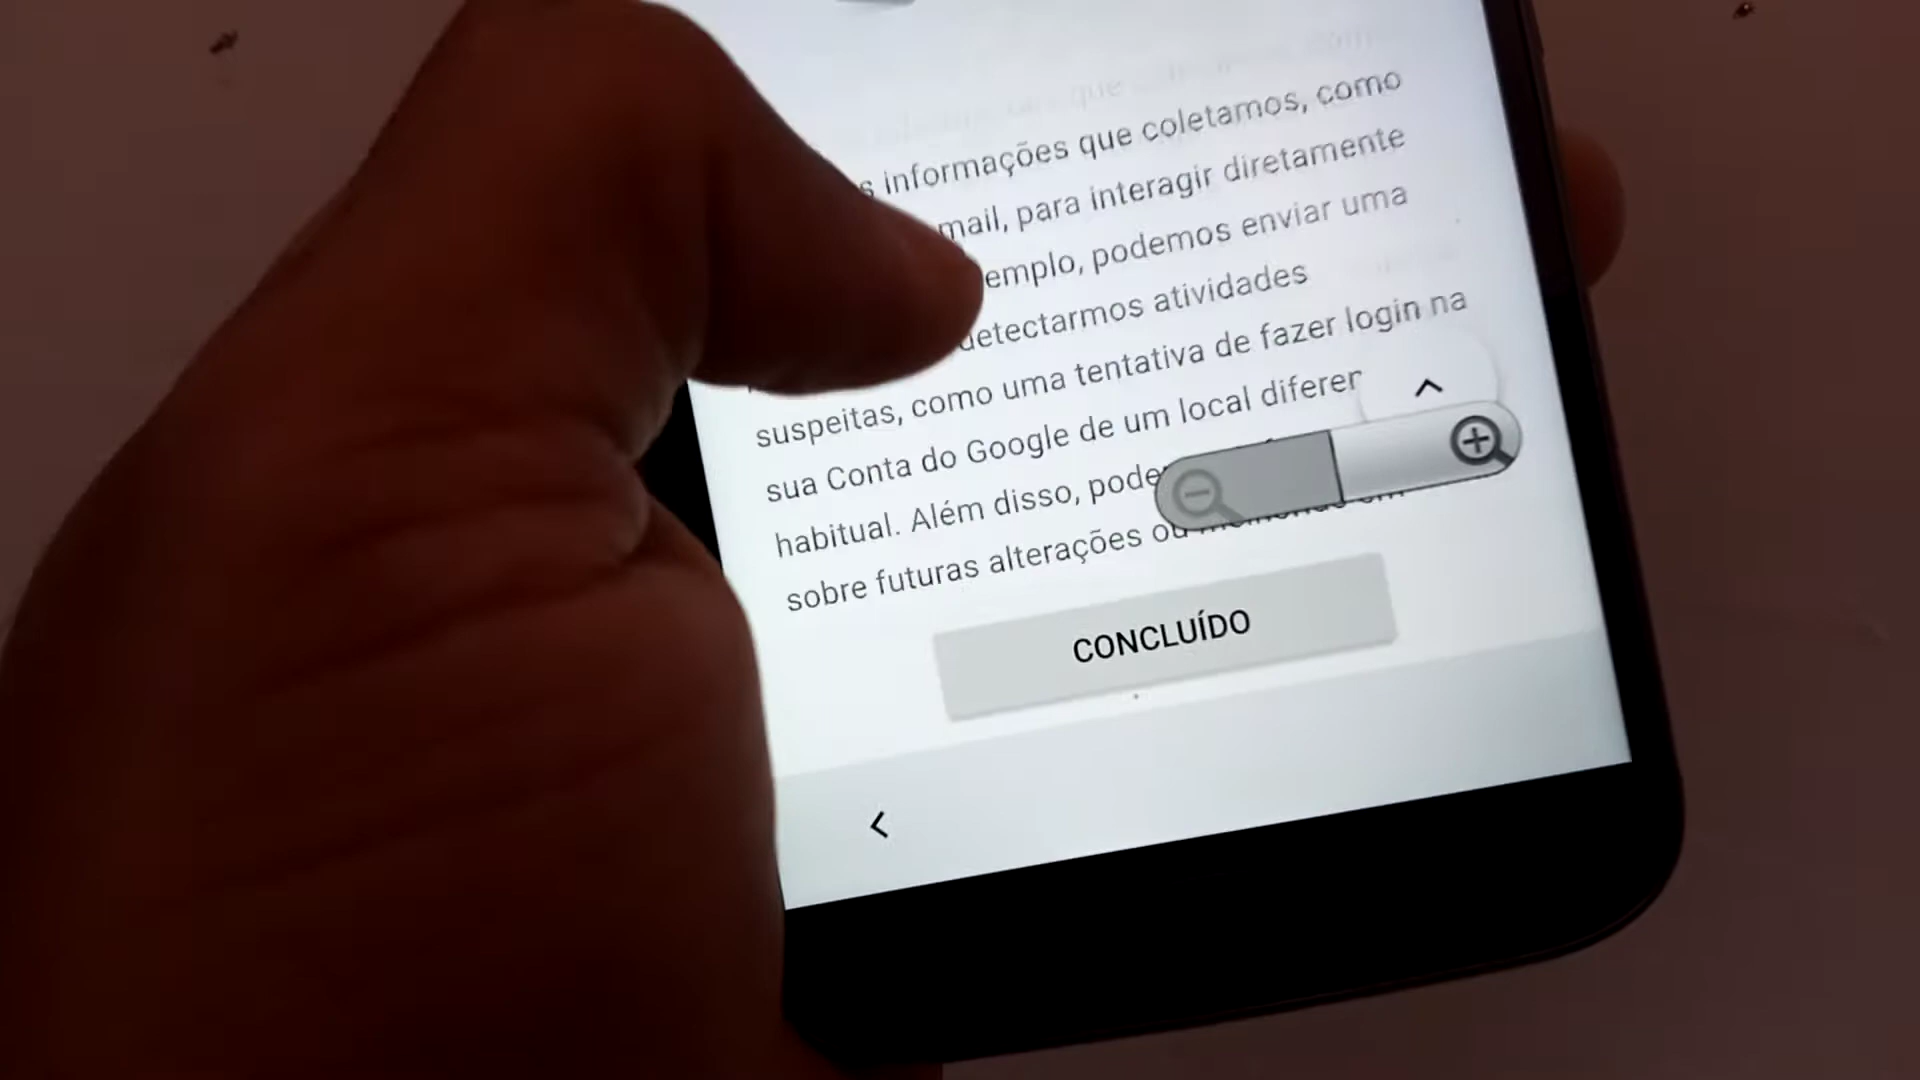 informações que coletamos, como
mail, para interagir diretamente
emplo, podemos enviar uma
detectarmos atividades
suspeitas, como uma tentativa de fazer login na
sua Conta do Google de um local diferen
habitual. Além disso, pode
sobre futuras alterações ou
CONCLUÍDO